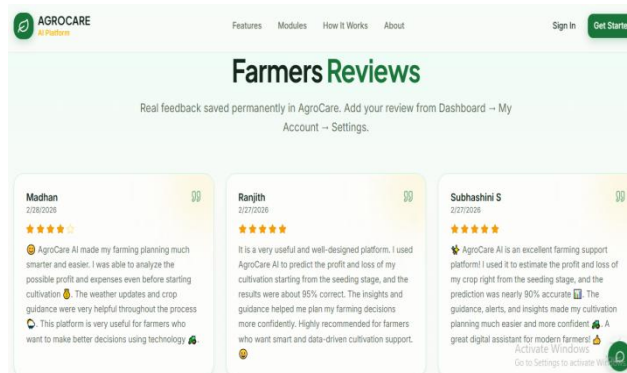 AGROCARE
AI Platform
Features Modules How It Works About
Sign In
Get Starte
Farmers Reviews
Real feedback saved permanently in AgroCare. Add your review from Dashboard → My
Account → Settings.
Madhan
2/28/2026
★★★★☆
😊 AgroCare AI made my farming planning much
smarter and easier. I was able to analyze the
possible profit and expenses even before starting
cultivation 💰. The weather updates and crop
guidance were very helpful throughout the process
. This platform is very useful for farmers who
want to make better decisions using technology 🚜.
Ranjith
2/27/2026
★★★★★
It is a very useful and well-designed platform. I used
AgroCare AI to predict the profit and loss of my
cultivation starting from the seeding stage, and the
results were about 95% correct. The insights and
guidance helped me plan my farming decisions
more confidently. Highly recommended for farmers
who want smart and data-driven cultivation support.
😊
Subhashini S
2/27/2026
★★★★★
AgroCare AI is an excellent farming support
platform! I used it to estimate the profit and loss of
my crop right from the seeding stage, and the
prediction was nearly 90% accurate 📊. The
guidance, alerts, and insights made my cultivation
planning much easier and more confident 🚜. A
great digital assistant for modern farmers! 👍
Activate Windows
Go to Settings to activate Wi